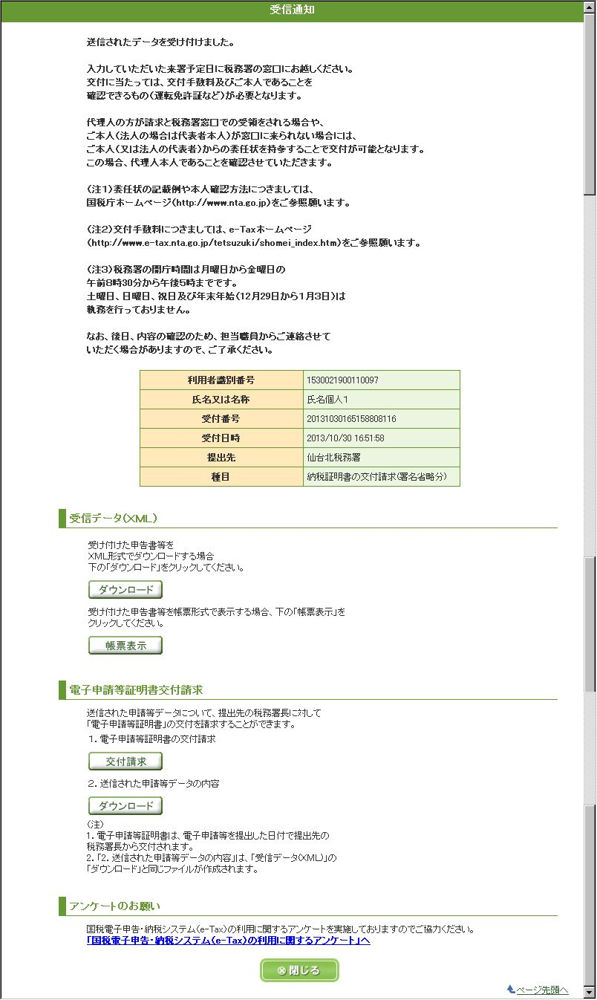 受信通知
送信されたデータを受け付けました。
入力していただいた来署予定日に税務署の窓口にお越しください。
交付に当たっては、交付手数料及びご本人であることを
確認できるもの（運転免許証など）が必要となります。
代理人の方が請求と税務署窓口での受領をされる場合や、
ご本人（法人の場合は代表者本人）が窓口に来られない場合には、
ご本人（又は法人の代表者）からの委任状を持参することで交付が可能となります。
この場合、代理人本人であることを確認させていただきます。
（注１）委任状の記載例や本人確認方法につきましては、
国税庁ホームページ（http://www.nta.go.jp）をご参照願います。
（注２）交付手数料につきましては、e-Taxホームページ
（http://www.e-tax.nta.go.jp/tetsuzuki/shomei_index.htm）をご参照願います。
（注３）税務署の開庁時間は月曜日から金曜日の
午前８時30分から午後５時までです。
土曜日、日曜日、祝日及び年末年始（12月29日から１月３日）は
執務を行っておりません。
なお、後日、内容の確認のため、担当職員からご連絡させて
いただく場合がありますので、ご了承ください。
利用者識別番号 1530021900110097
氏名又は名称 氏名個人１
受付番号 20131030165158808116
受付日時 2013/10/30 16:51:58
提出先 仙台北税務署
種目 納税証明書の交付請求（署名省略分）
受信データ（ＸＭＬ）
受け付けた申告書等を
XML形式でダウンロードする場合
下の「ダウンロード」をクリックしてください。
ダウンロード
受け付けた申告書等を帳票形式で表示する場合、下の「帳票表示」を
クリックしてください。
帳票表示
電子申請等証明書交付請求
送信された申請等データについて、提出先の税務署長に対して
「電子申請等証明書」の交付を請求することができます。
１．電子申請等証明書の交付請求
交付請求
２．送信された申請等データの内容
ダウンロード
（注）
1．電子申請等証明書は、電子申請等を提出した日付で提出先の
税務署長から交付されます。
2．「２．送信された申請等データの内容」は、「受信データ（XML）」の
「ダウンロード」と同じファイルが作成されます。
アンケートのお願い
国税電子申告・納税システム（e-Tax）の利用に関するアンケートを実施しておりますのでご協力ください。
「国税電子申告・納税システム（e-Tax）の利用に関するアンケート」へ
閉じる
ページ先頭へ